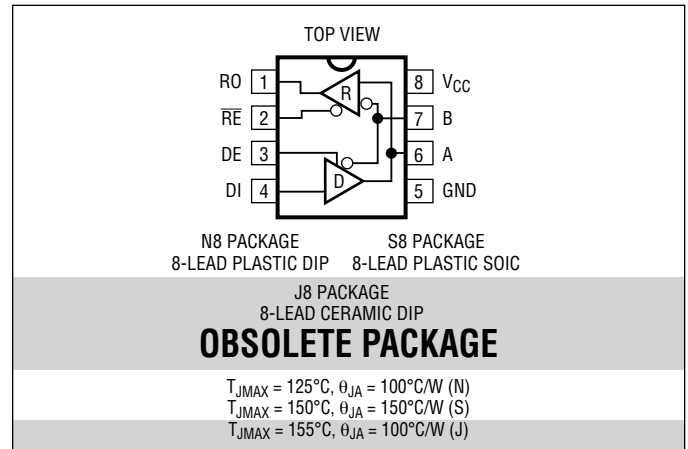 TOP VIEW
RO 1
R̅E̅ 2
DE 3
DI 4
R
D
8 VCC
7 B
6 A
5 GND
N8 PACKAGE
8-LEAD PLASTIC DIP
S8 PACKAGE
8-LEAD PLASTIC SOIC
J8 PACKAGE
8-LEAD CERAMIC DIP
OBSOLETE PACKAGE
TJMAX = 125°C, θJA = 100°C/W (N)
TJMAX = 150°C, θJA = 150°C/W (S)
TJMAX = 155°C, θJA = 100°C/W (J)